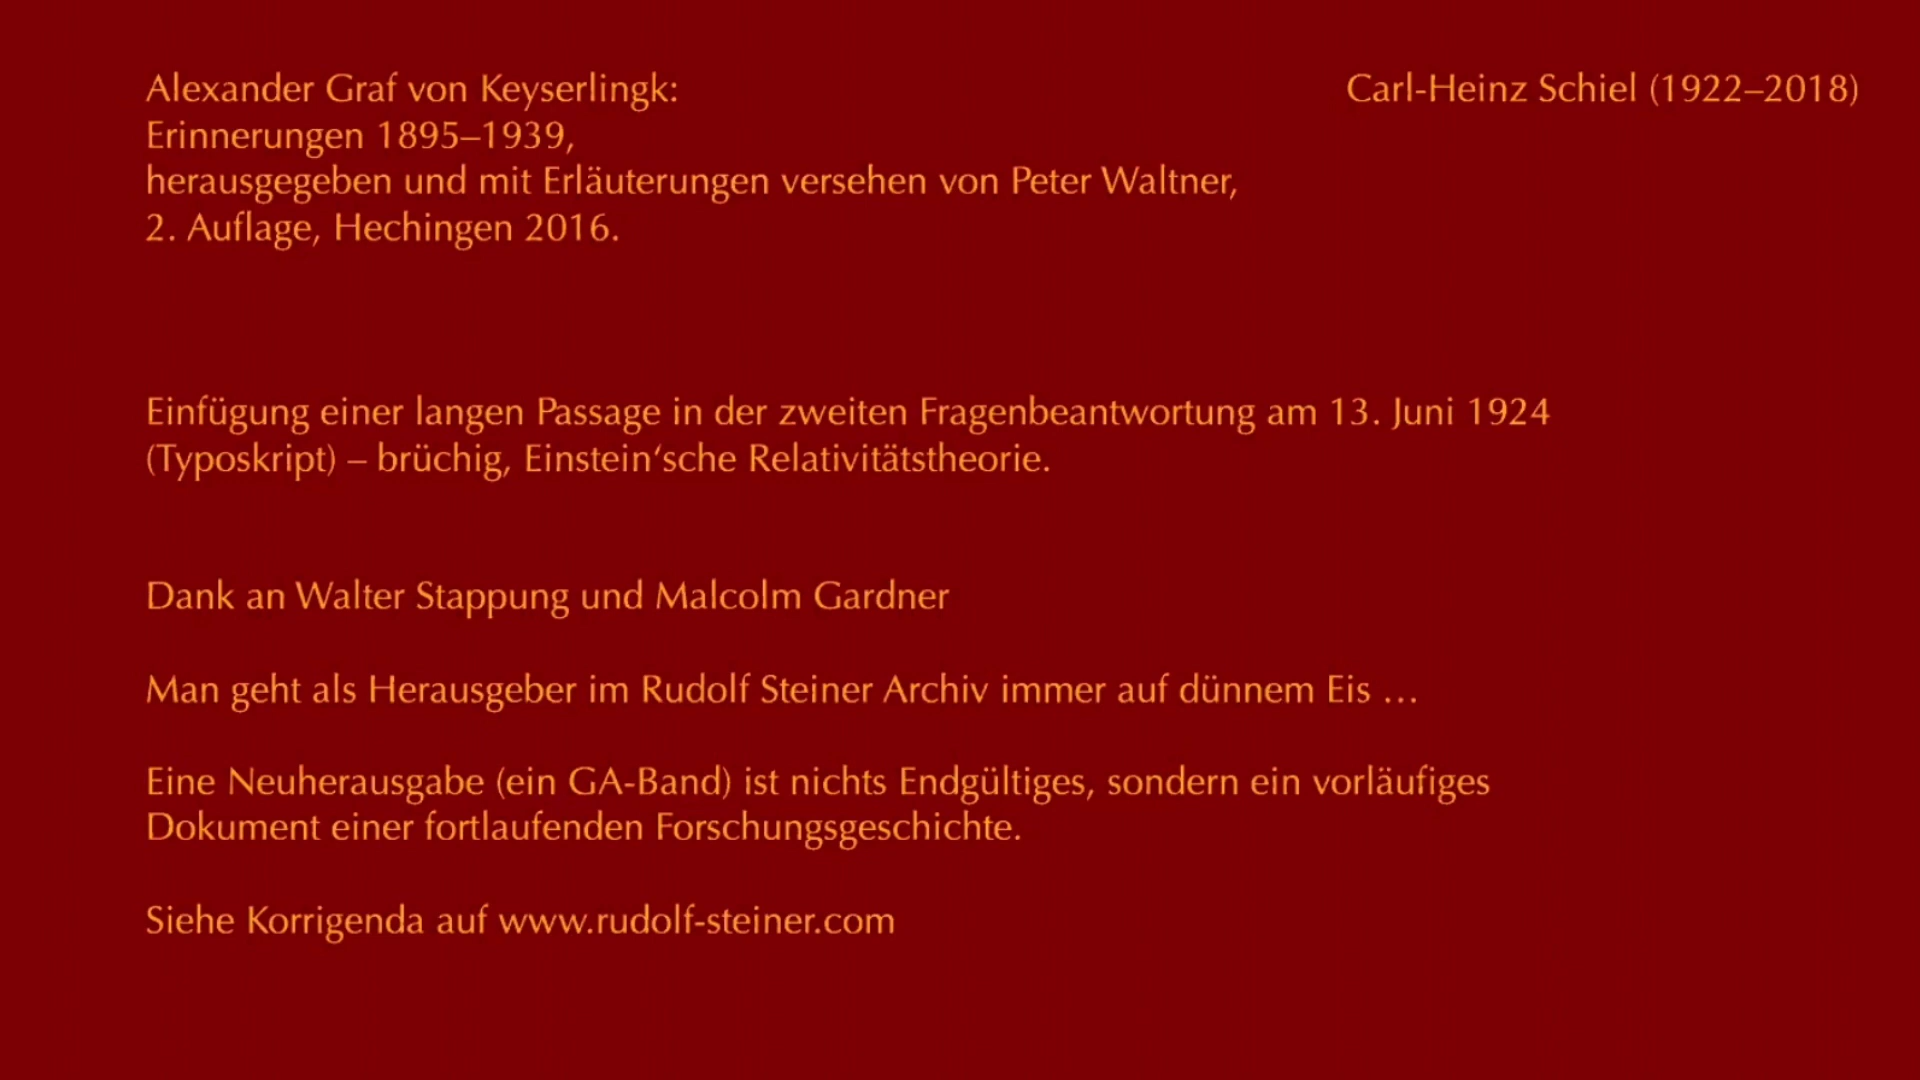 Alexander Graf von Keyserlingk:
Carl-Heinz Schiel (1922–2018)
Erinnerungen 1895–1939,
herausgegeben und mit Erläuterungen versehen von Peter Waltner,
2. Auflage, Hechingen 2016.
Einfügung einer langen Passage in der zweiten Fragenbeantwortung am 13. Juni 1924
(Typoskript) – brüchig, Einstein‘sche Relativitätstheorie.
Dank an Walter Stappung und Malcolm Gardner
Man geht als Herausgeber im Rudolf Steiner Archiv immer auf dünnem Eis …
Eine Neuherausgabe (ein GA-Band) ist nichts Endgültiges, sondern ein vorläufiges
Dokument einer fortlaufenden Forschungsgeschichte.
Siehe Korrigenda auf www.rudolf-steiner.com